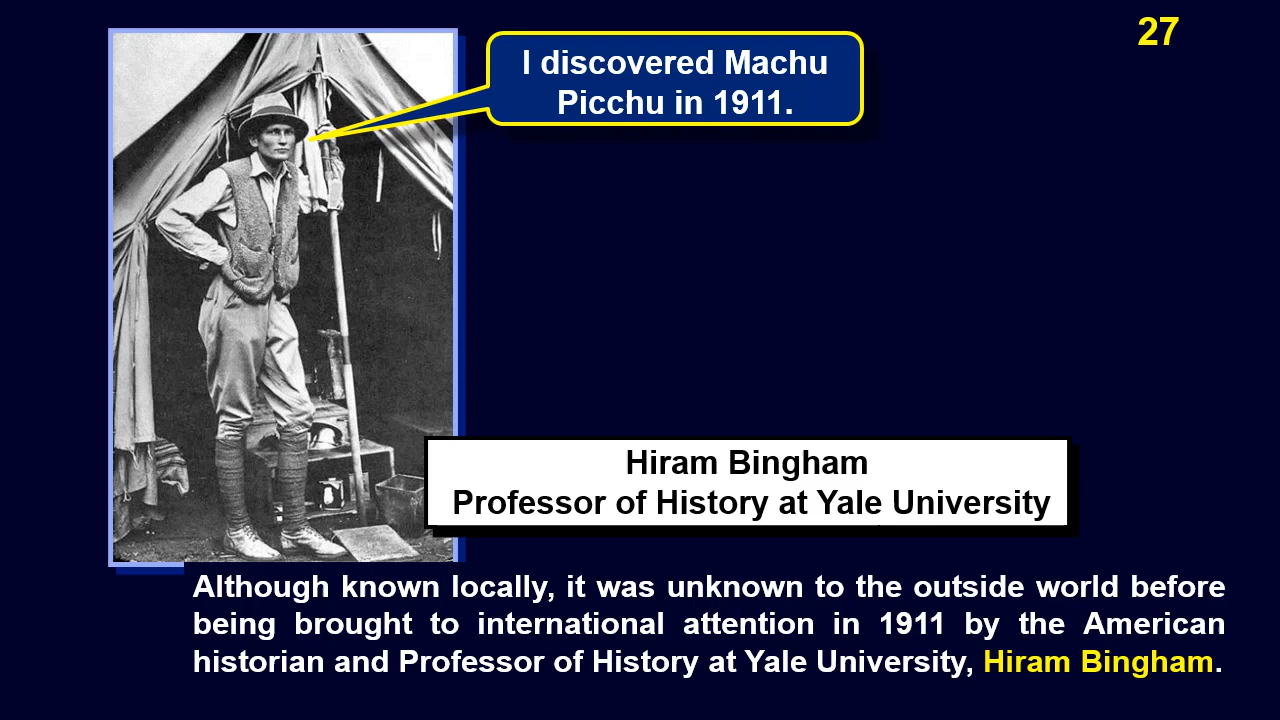 27
I discovered Machu
Picchu in 1911.
Hiram Bingham
Professor of History at Yale University
Although known locally, it was unknown to the outside world before
being brought to international attention in 1911 by the American
historian and Professor of History at Yale University, Hiram Bingham.